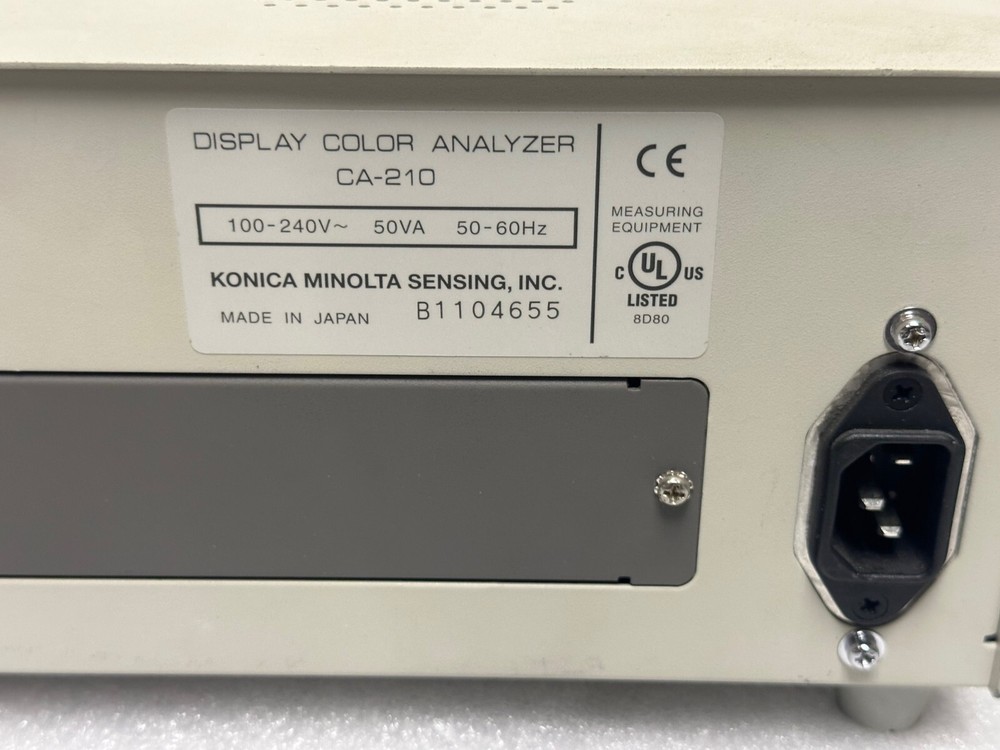 DISPLAY COLOR ANALYZER
CA-210
100-240V~ 50VA 50-60Hz
KONICA MINOLTA SENSING, INC.
MADE IN JAPAN B1104655
CE
MEASURING
EQUIPMENT
C UL US
LISTED
8D80